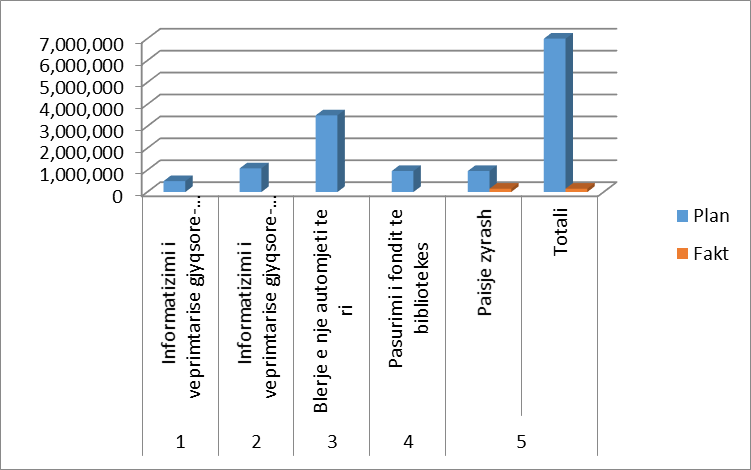 7,000,000
6,000,000
5,000,000
4,000,000
3,000,000
2,000,000
1,000,000
0
Informatizimi i
veprimtarise gjyqsore-...
Informatizimi i
veprimtarise gjyqsore-...
Blerje e nje automjeti te
ri
Pasurimi i fondit te
bibliotekes
Paisje zyrash
Totali
1
2
3
4
5
Plan
Fakt